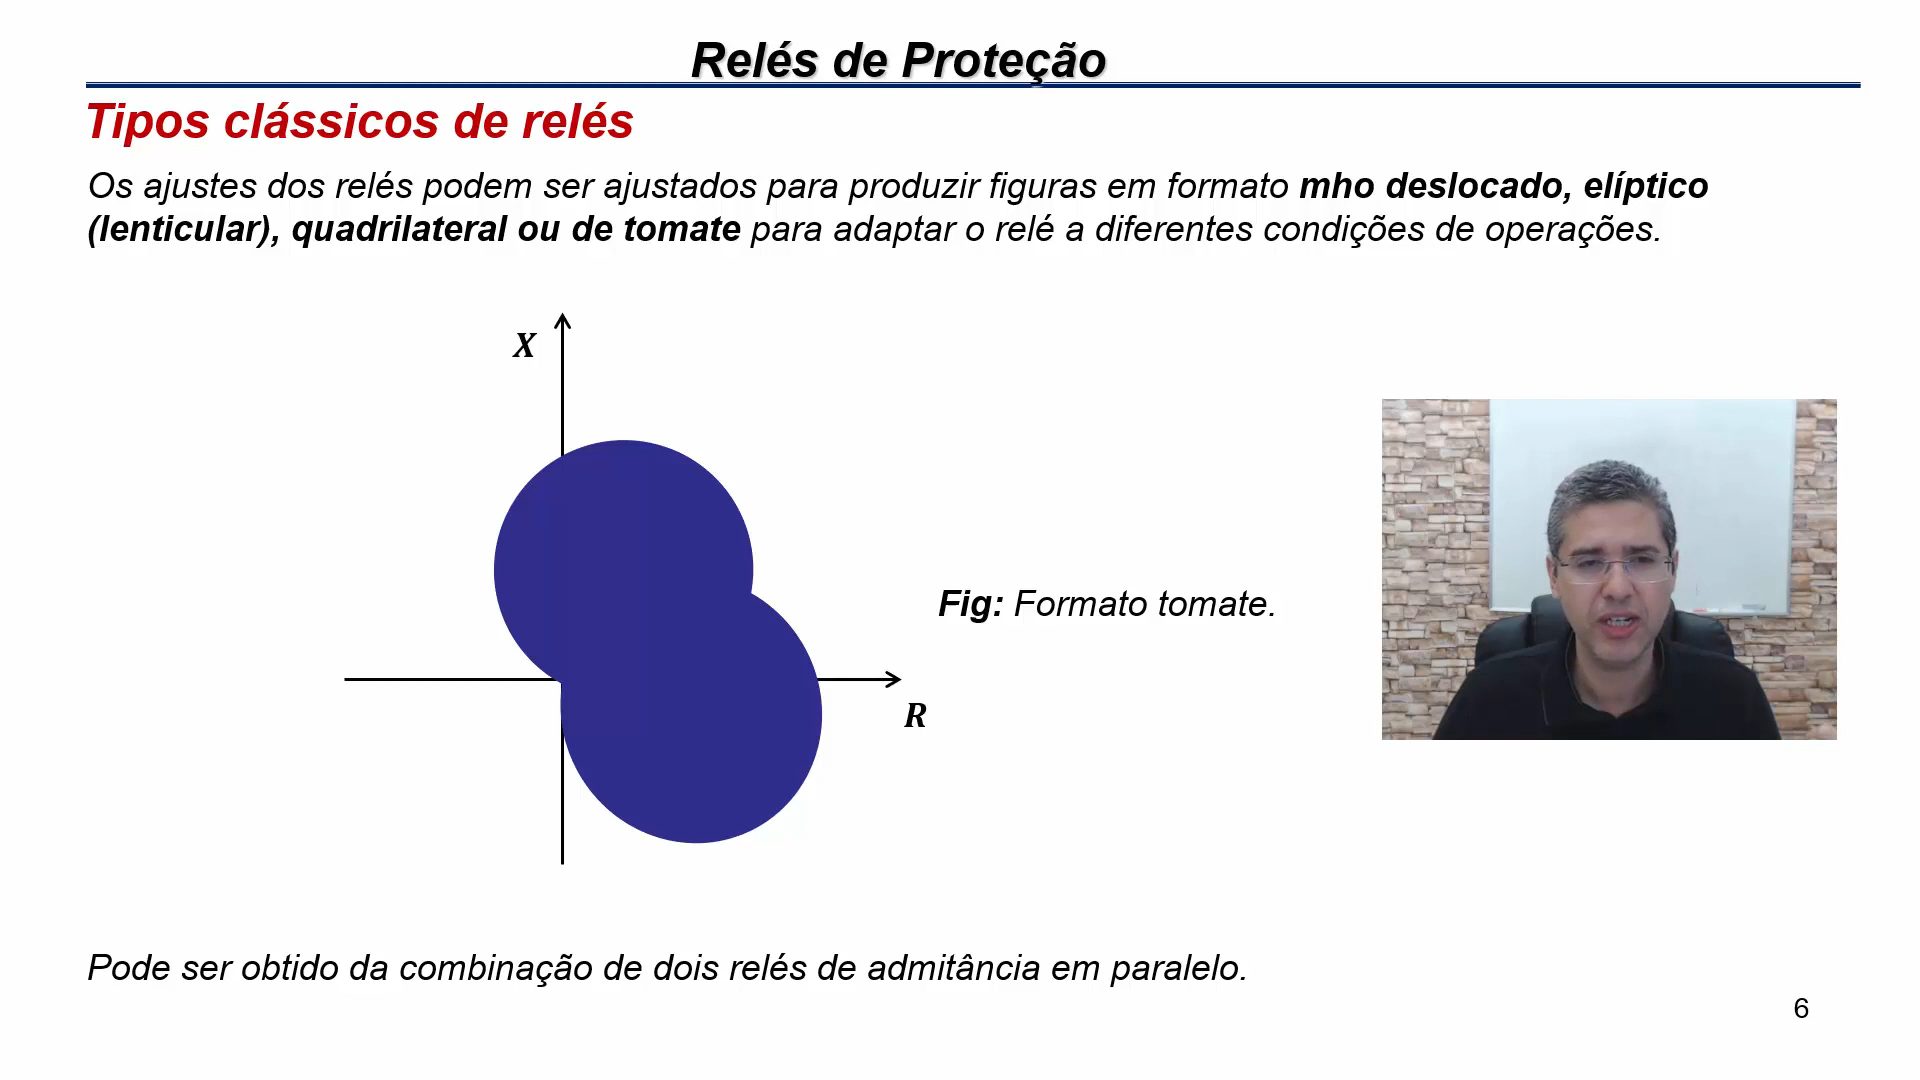 Relés de Proteção
Tipos clássicos de relés
Os ajustes dos relés podem ser ajustados para produzir figuras em formato mho deslocado, elíptico
(lenticular), quadrilateral ou de tomate para adaptar o relé a diferentes condições de operações.
X
R
Fig: Formato tomate.
Pode ser obtido da combinação de dois relés de admitância em paralelo.
6